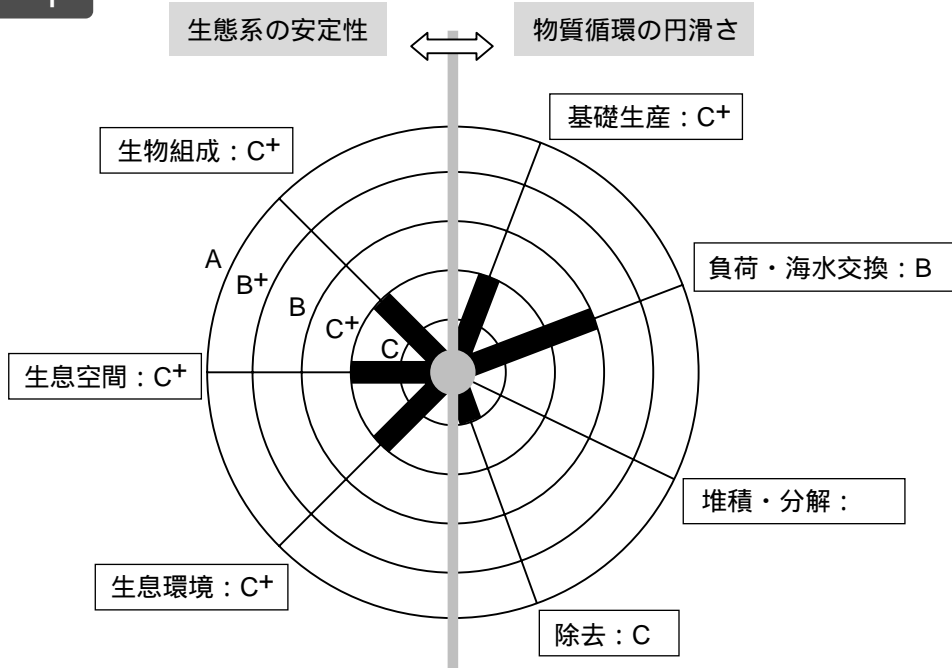 生態系の安定性
物質循環の円滑さ
基礎生産：C+
生物組成：C+
A
B+
B
C+
C
負荷・海水交換：B
生息空間：C+
堆積・分解：
生息環境：C+
除去：C